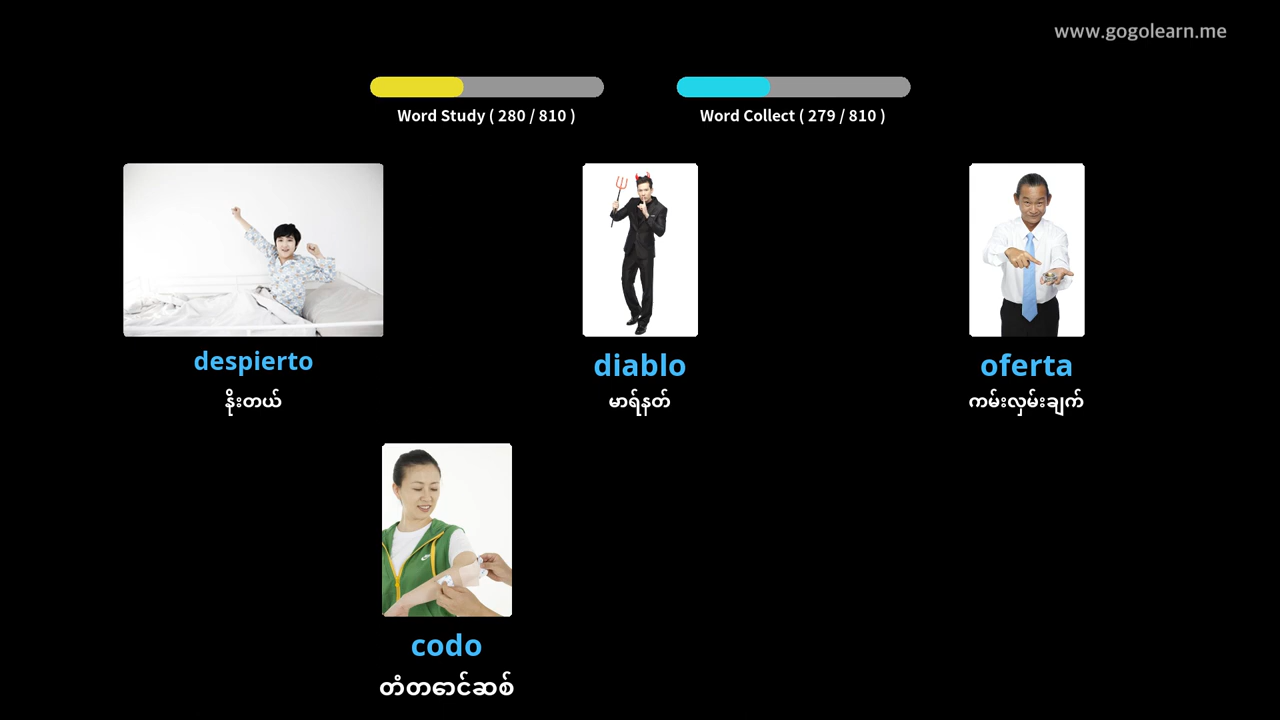 www.gogolearn.me
Word Study ( 280 / 810 )
Word Collect ( 279 / 810 )
despierto
diablo
oferta
နိုးတယ်
မာရ်နတ်
ကမ်းလှမ်းချက်
codo
တံတောင်ဆစ်